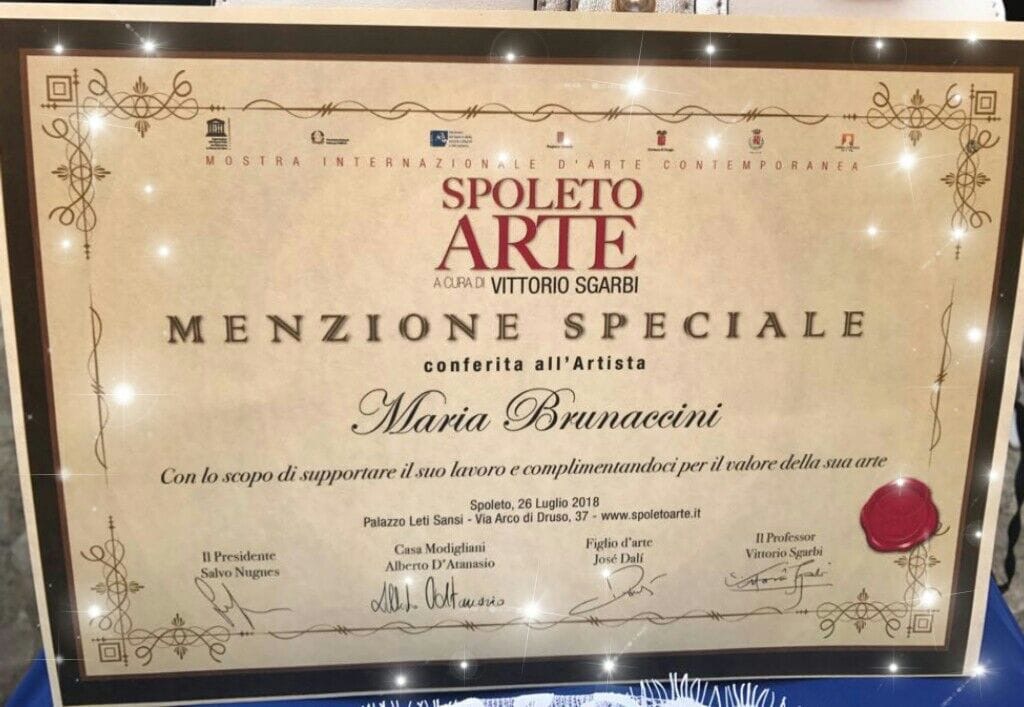 MOSTRA INTERNAZIONALE D'ARTE CONTEMPORANEA
SPOLETO
ARTE
A CURA DI VITTORIO SGARBI
MENZIONE SPECIALE
conferita all'Artista
Maria Brunaccini
Con lo scopo di supportare il suo lavoro e complimentandoci per il valore della sua arte
Spoleto, 26 Luglio 2018
Palazzo Leti Sansi - Via Arco di Druso, 37 - www.spoletoarte.it
Il Presidente
Salvo Nugnes
Casa Modigliani
Alberto D'Atanasio
Figlio d'arte
José Dalí
Il Professor
Vittorio Sgarbi